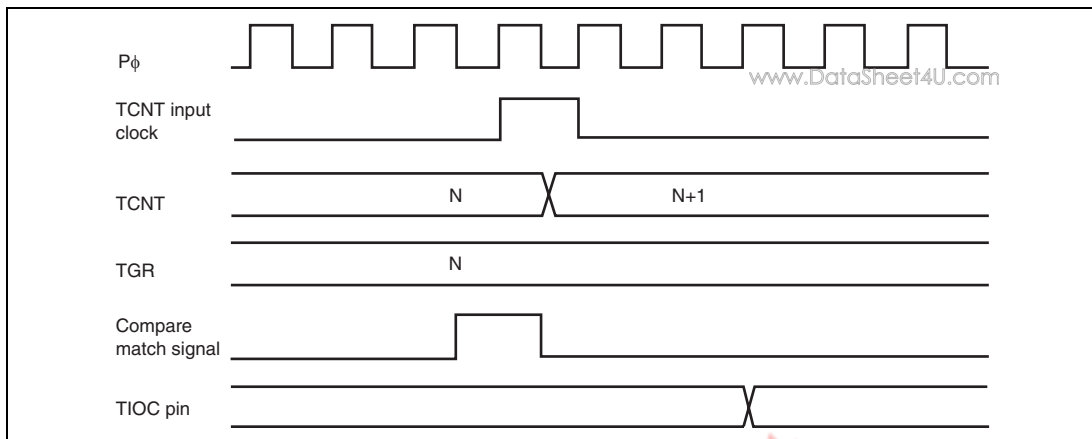 Pϕ
www.DataSheet4U.com
TCNT input
clock
TCNT
N
N+1
TGR
N
Compare
match signal
TIOC pin